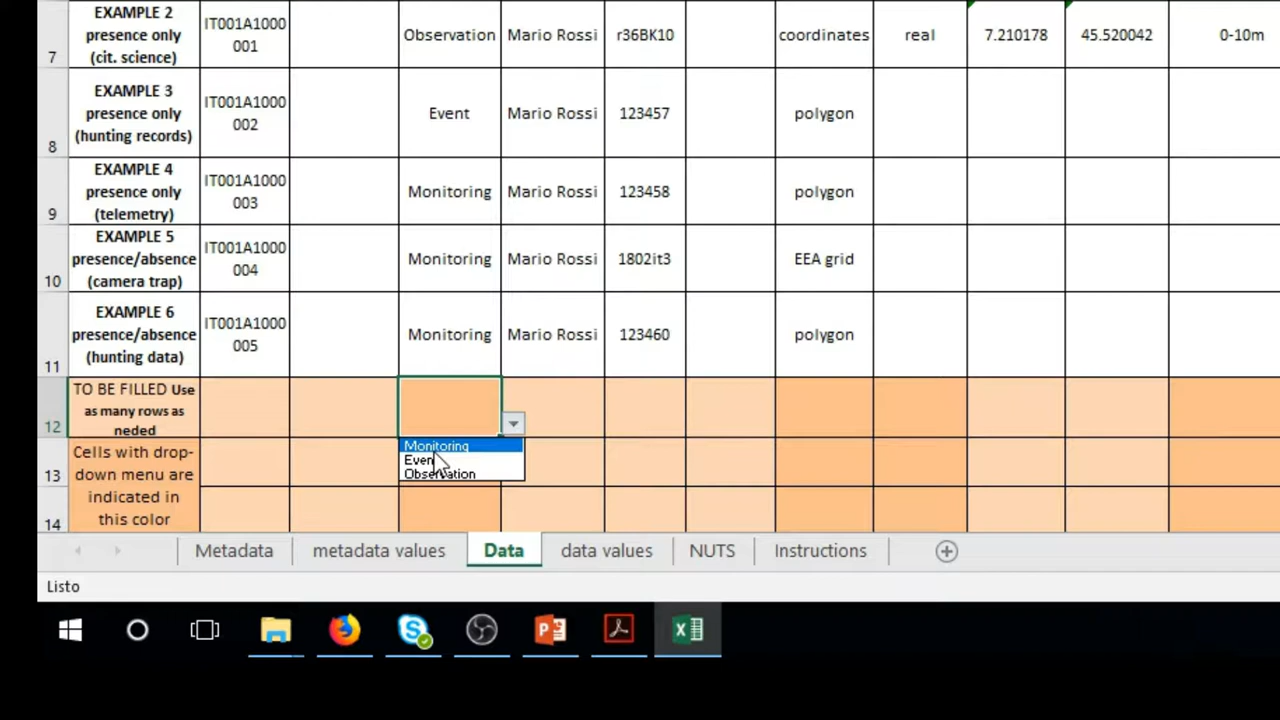 EXAMPLE 2
presence only
(cit. science)
IT001A1000
001
Observation
Mario Rossi
r36BK10
coordinates
real
7.210178
45.520042
0-10m
7
EXAMPLE 3
presence only
(hunting records)
IT001A1000
002
Event
Mario Rossi
123457
polygon
8
EXAMPLE 4
presence only
(telemetry)
IT001A1000
003
Monitoring
Mario Rossi
123458
polygon
9
EXAMPLE 5
presence/absence
(camera trap)
IT001A1000
004
Monitoring
Mario Rossi
1802it3
EEA grid
10
EXAMPLE 6
presence/absence
(hunting data)
IT001A1000
005
Monitoring
Mario Rossi
123460
polygon
11
TO BE FILLED Use
as many rows as
neded
12
Monitoring
Event
Observation
Cells with drop-
down menu are
indicated in
this color
13
14
Metadata
metadata values
Data
data values
NUTS
Instructions
Listo